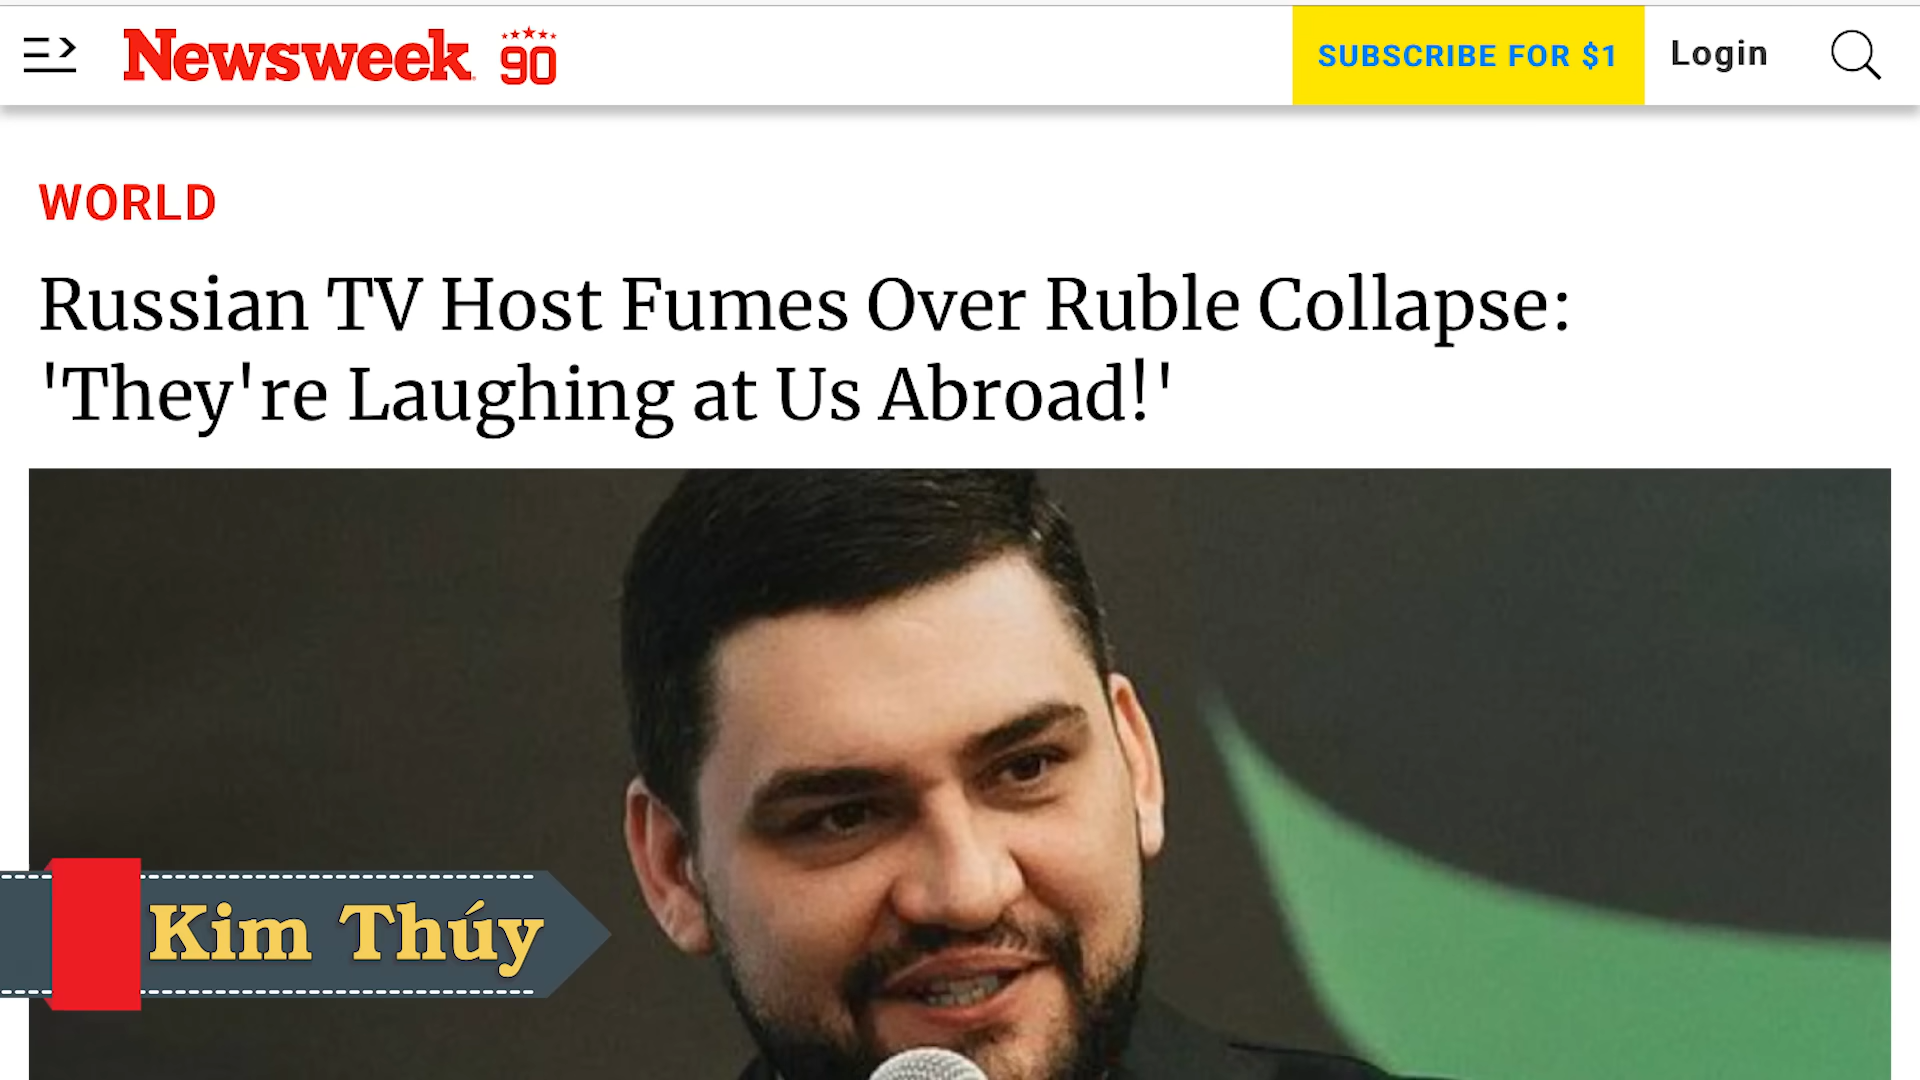 Newsweek 90
SUBSCRIBE FOR $1
Login
WORLD
Russian TV Host Fumes Over Ruble Collapse:
'They're Laughing at Us Abroad!'
Kim Thúy